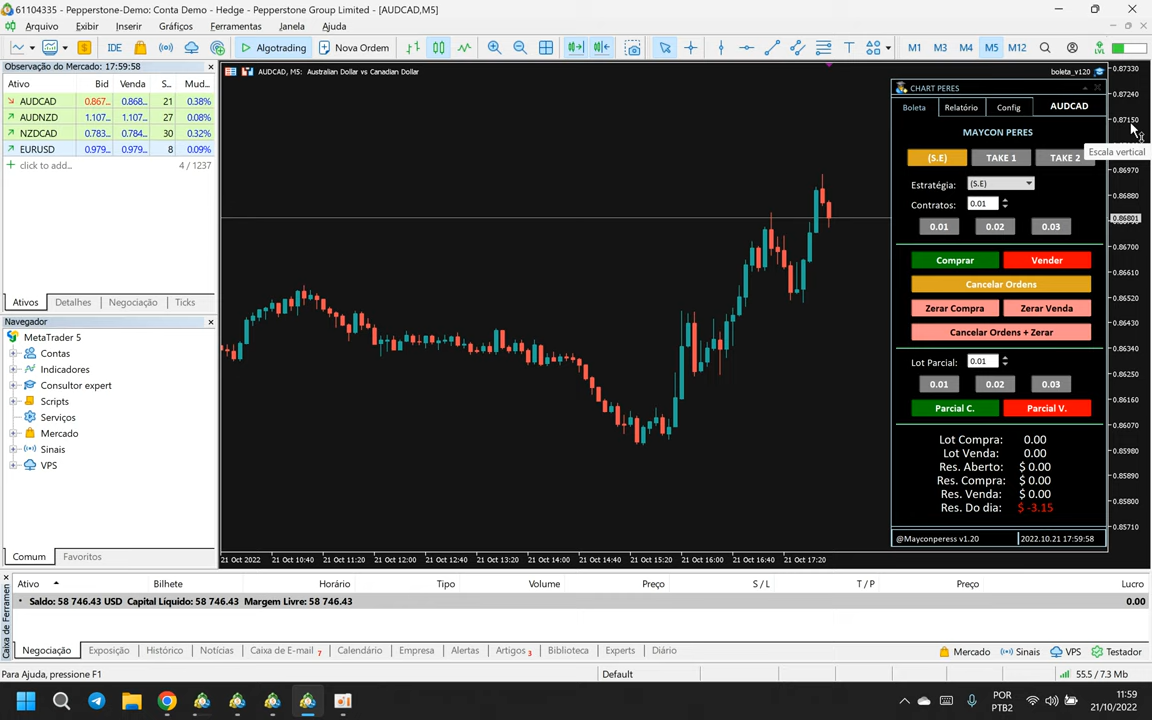 61104335 - Pepperstone-Demo: Conta Demo - Hedge - Pepperstone Group Limited - [AUDCAD,M5]
Arquivo Exibir Inserir Gráficos Ferramentas Janela Ajuda
IDE Algotrading Nova Ordem M1 M3 M4 M5 M12 LVL
Observação do Mercado: 17:59:58
Ativo Bid Venda S... Mud...
AUDCAD 0.867... 0.868... 21 0.38%
AUDNZD 1.107... 1.107... 27 0.08%
NZDCAD 0.783... 0.784... 30 0.32%
EURUSD 0.979... 0.979... 8 0.09%
click to add... 4 / 1237
Ativos Detalhes Negociação Ticks
Navegador
MetaTrader 5
Contas
Indicadores
Consultor expert
Scripts
Serviços
Mercado
Sinais
VPS
Comum Favoritos
AUDCAD, M5: Australian Dollar vs Canadian Dollar
boleta_v120
CHART PERES
Boleta Relatório Config AUDCAD
MAYCON PERES
(S.E) TAKE 1 TAKE 2
Estratégia: (S.E)
Contratos: 0.01
0.01 0.02 0.03
Comprar Vender
Cancelar Ordens
Zerar Compra Zerar Venda
Cancelar Ordens + Zerar
Lot Parcial: 0.01
0.01 0.02 0.03
Parcial C. Parcial V.
Lot Compra: 0.00
Lot Venda: 0.00
Res. Aberto: $ 0.00
Res. Compra: $ 0.00
Res. Venda: $ 0.00
Res. Do dia: $ -3.15
@Mayconperess v1.20 2022.10.21 17:59:58
0.87330
0.87240
0.87150
Escala vertical
0.86970
0.86880
0.86801
0.86700
0.86610
0.86520
0.86430
0.86340
0.86250
0.86160
0.86070
0.85980
0.85890
0.85800
0.85710
21 Oct 2022 21 Oct 10:40 21 Oct 11:20 21 Oct 12:00 21 Oct 12:40 21 Oct 13:20 21 Oct 14:00 21 Oct 14:40 21 Oct 15:20 21 Oct 16:00 21 Oct 16:40 21 Oct 17:20
Caixa de Ferramen
Ativo Bilhete Horário Tipo Volume Preço S / L T / P Preço Lucro
Saldo: 58 746.43 USD Capital Líquido: 58 746.43 Margem Livre: 58 746.43 0.00
Negociação Exposição Histórico Notícias Caixa de E-mail 7 Calendário Empresa Alertas Artigos 3 Biblioteca Experts Diário Mercado Sinais VPS Testador
Para Ajuda, pressione F1 Default 55.5 / 7.3 Mb
POR
PTB2
11:59
21/10/2022